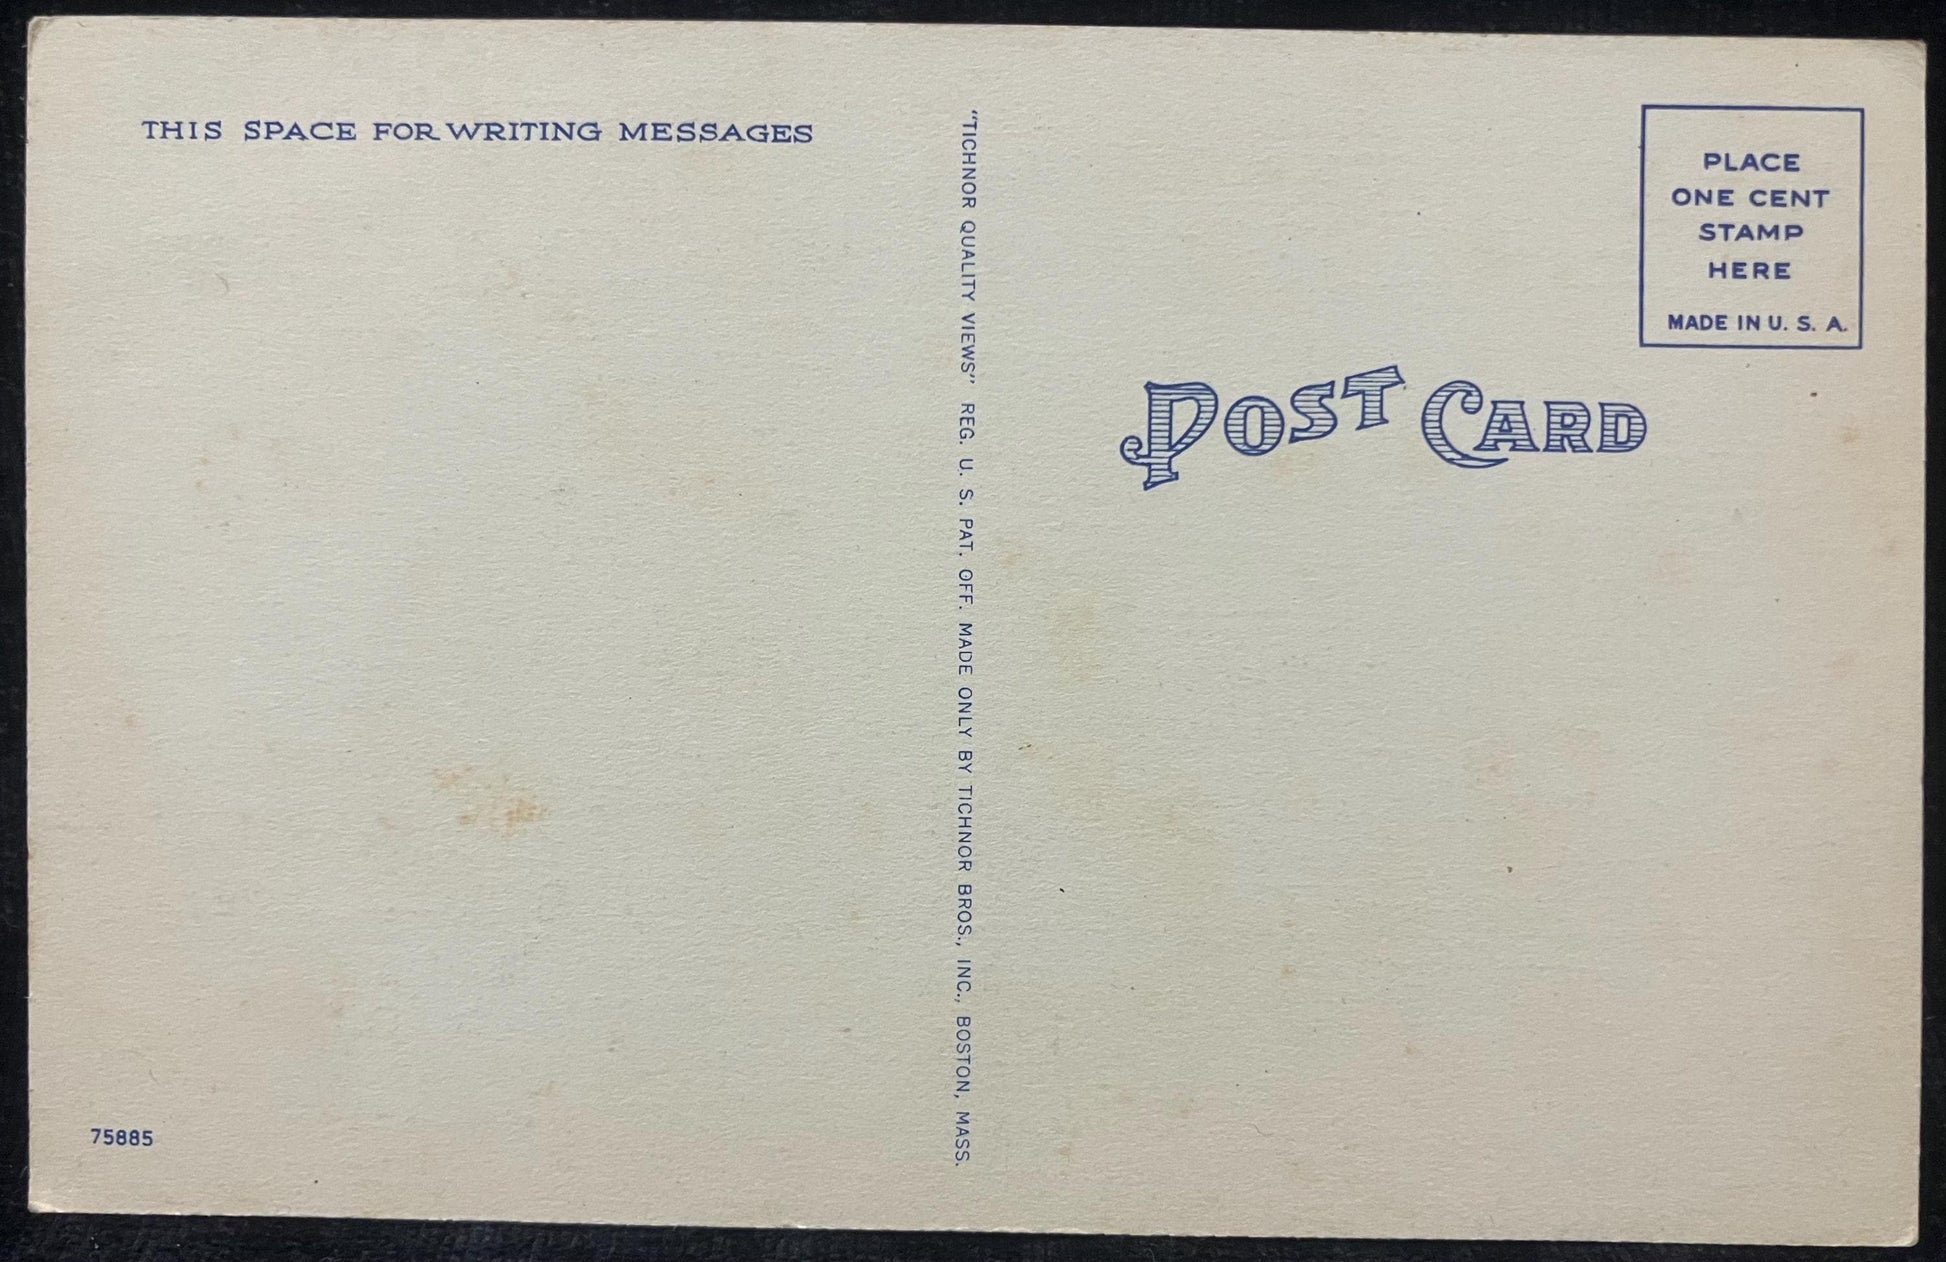 THIS SPACE FOR WRITING MESSAGES
"TICHNOR QUALITY VIEWS" REG. U. S. PAT. OFF. MADE ONLY BY TICHNOR BROS., INC., BOSTON, MASS.
PLACE
ONE CENT
STAMP
HERE
MADE IN U. S. A.
POST CARD
75885